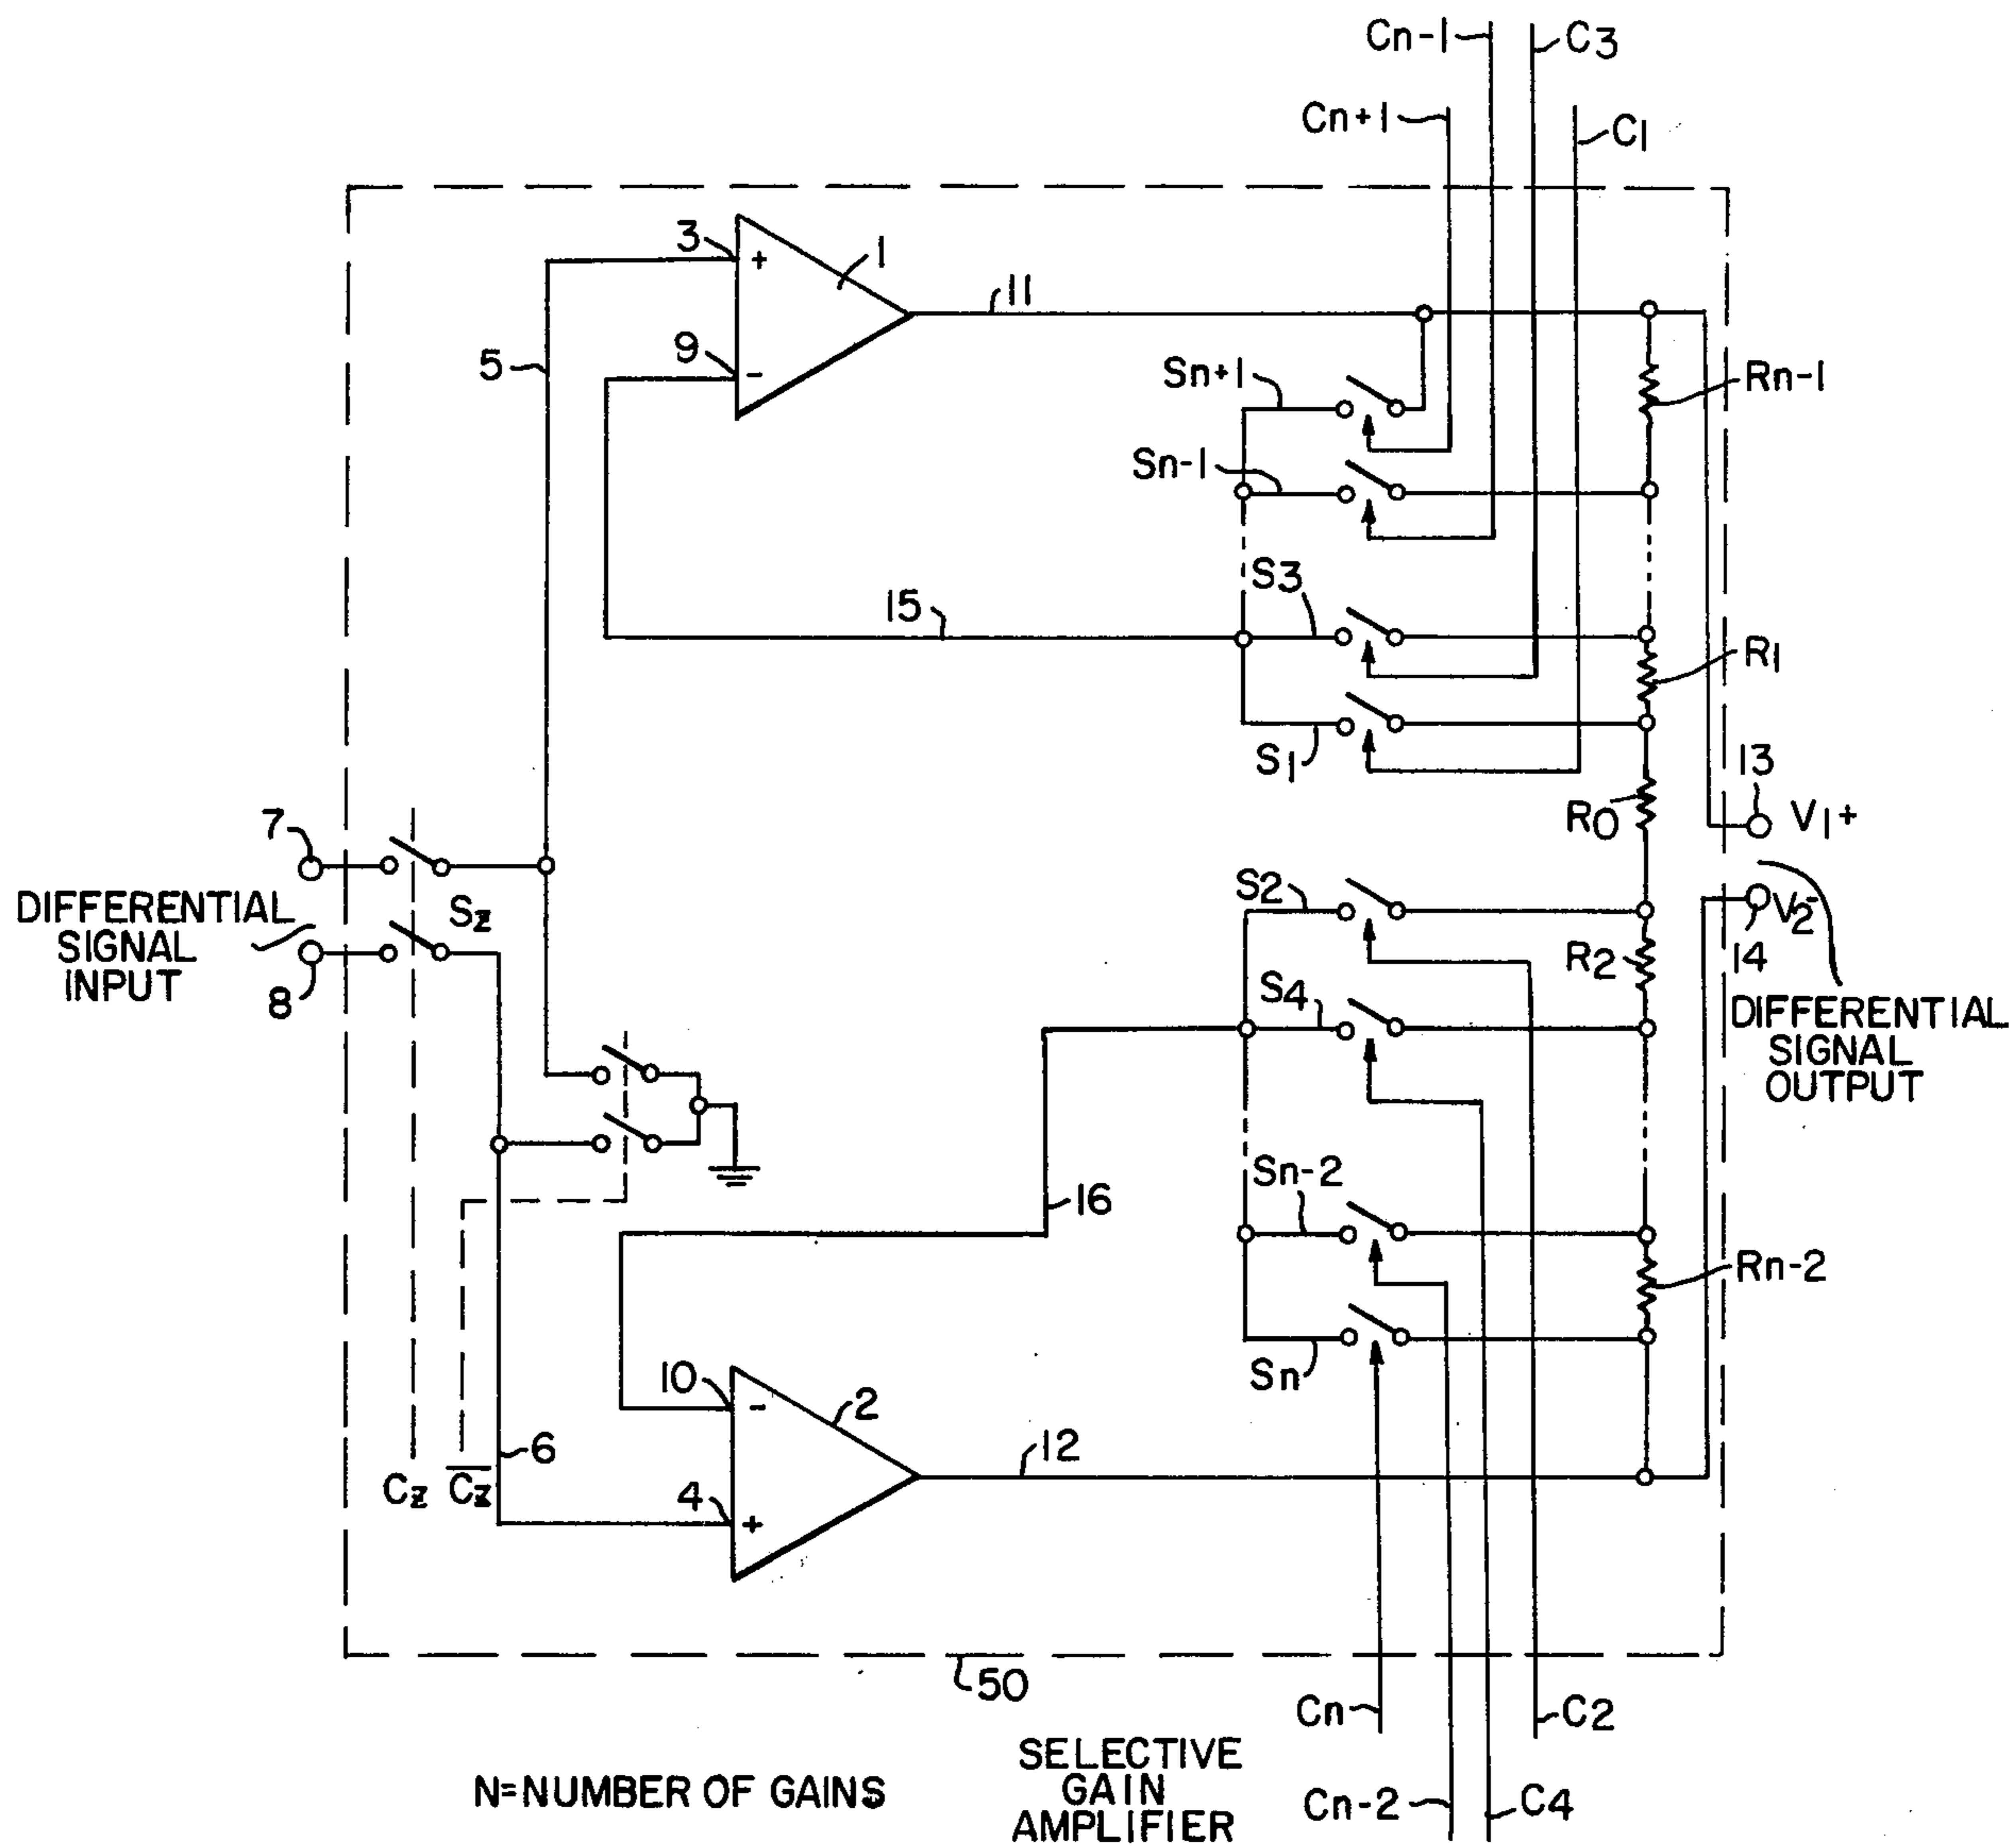 Cn-1
C3
Cn+1
C1
3
+
1
11
9
-
5
Sn+1
Rn-1
Sn-1
S3
15
R1
S1
13
R0
V1+
7
S2
V2-
DIFFERENTIAL
SIGNAL
INPUT
Sz
R2
14
8
S4
DIFFERENTIAL
SIGNAL
OUTPUT
Sn-2
16
Rn-2
10
-
2
Sn
6
12
Cz
C̅z̅
4
+
50
Cn
C2
SELECTIVE
GAIN
AMPLIFIER
N=NUMBER OF GAINS
Cn-2
C4